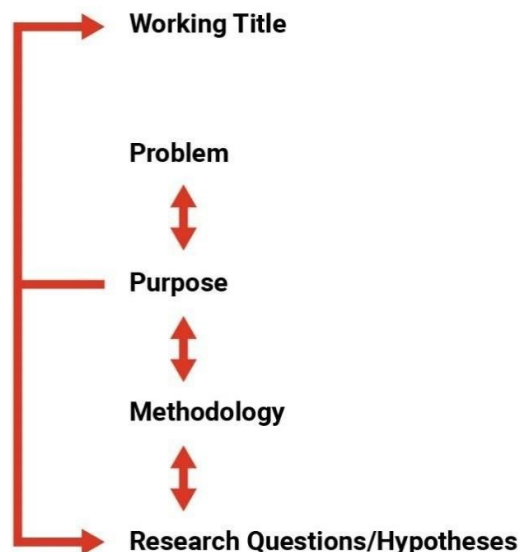 Working Title
Problem
Purpose
Methodology
Research Questions/Hypotheses